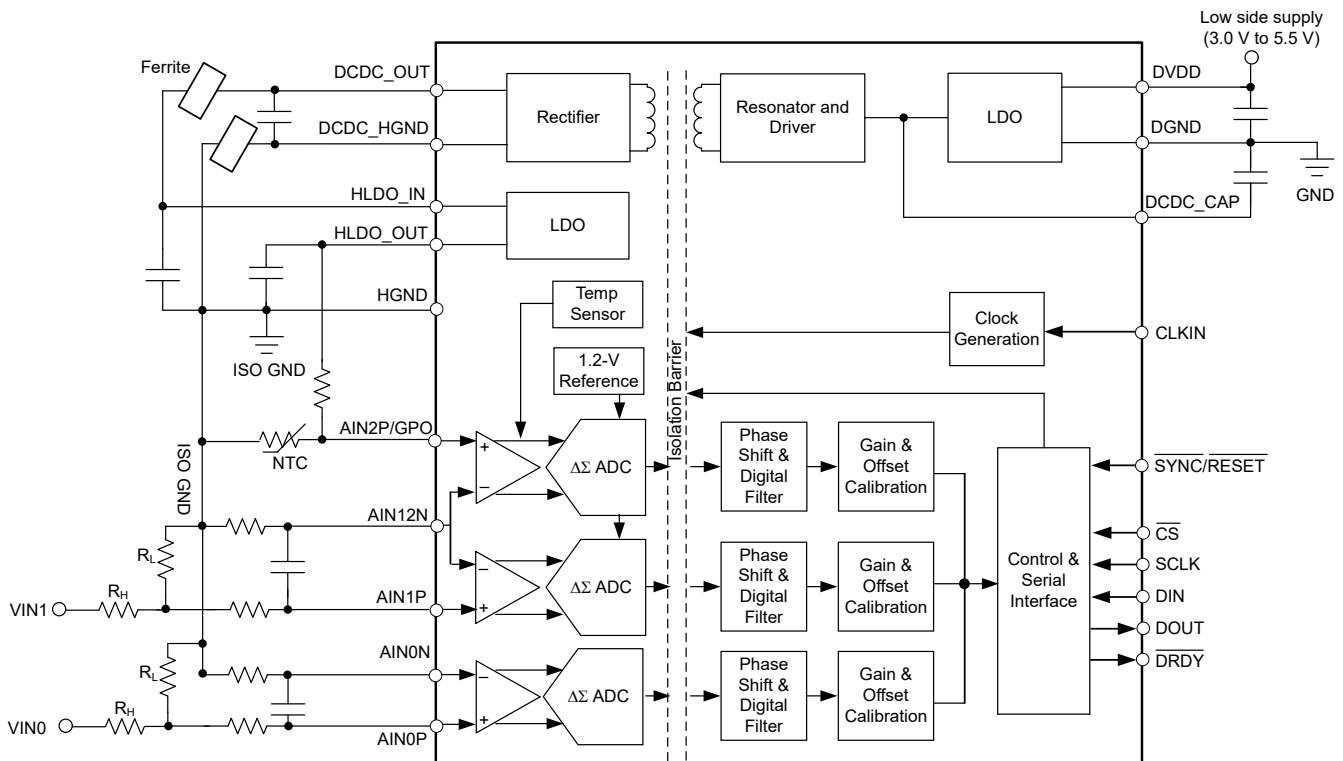 Low side supply
(3.0 V to 5.5 V)
Ferrite
DCDC_OUT
DCDC_HGND
HLDO_IN
HLDO_OUT
HGND
ISO GND
ISO GND
NTC
AIN2P/GPO
AIN12N
AIN1P
AIN0N
AIN0P
RL
RH
VIN1
RL
RH
VIN0
Rectifier
LDO
Temp
Sensor
1.2-V
Reference
ΔΣ ADC
ΔΣ ADC
ΔΣ ADC
+
−
−
+
−
+
Isolation Barrier
Resonator and
Driver
LDO
Clock
Generation
Phase
Shift &
Digital
Filter
Gain &
Offset
Calibration
Phase
Shift &
Digital
Filter
Gain &
Offset
Calibration
Phase
Shift &
Digital
Filter
Gain &
Offset
Calibration
Control &
Serial
Interface
DVDD
DGND
GND
DCDC_CAP
CLKIN
SYNC/RESET
CS
SCLK
DIN
DOUT
DRDY